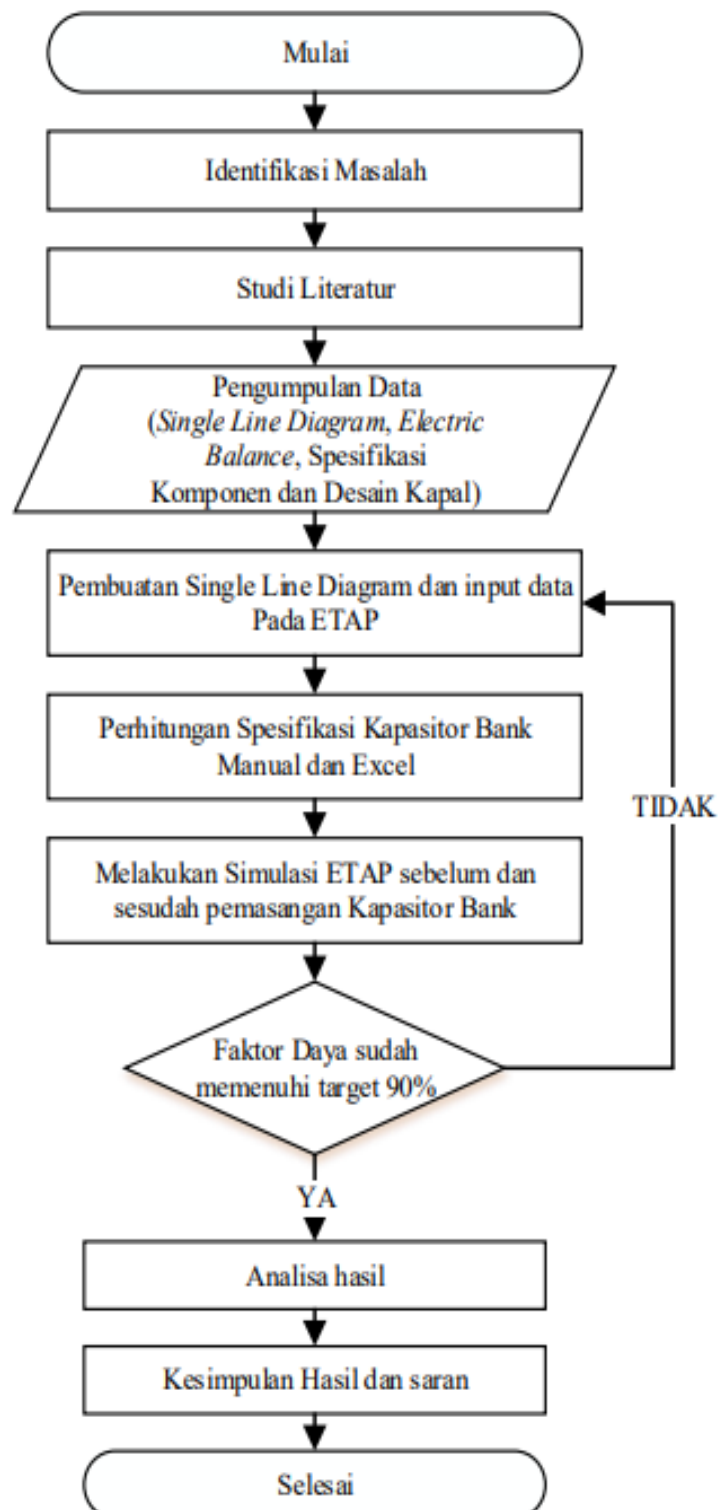 Mulai
Identifikasi Masalah
Studi Literatur
Pengumpulan Data
(Single Line Diagram, Electric
Balance, Spesifikasi
Komponen dan Desain Kapal)
Pembuatan Single Line Diagram dan input data
Pada ETAP
Perhitungan Spesifikasi Kapasitor Bank
Manual dan Excel
TIDAK
Melakukan Simulasi ETAP sebelum dan
sesudah pemasangan Kapasitor Bank
Faktor Daya sudah
memenuhi target 90%
YA
Analisa hasil
Kesimpulan Hasil dan saran
Selesai